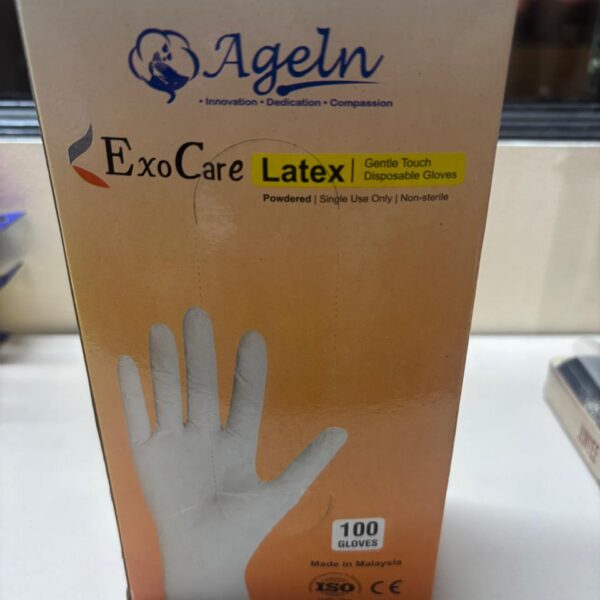 Ageln
• Innovation • Dedication • Compassion
ExoCare Latex | Gentle Touch
Disposable Gloves
Powdered | Single Use Only | Non-sterile
100
GLOVES
Made in Malaysia
ISO CE